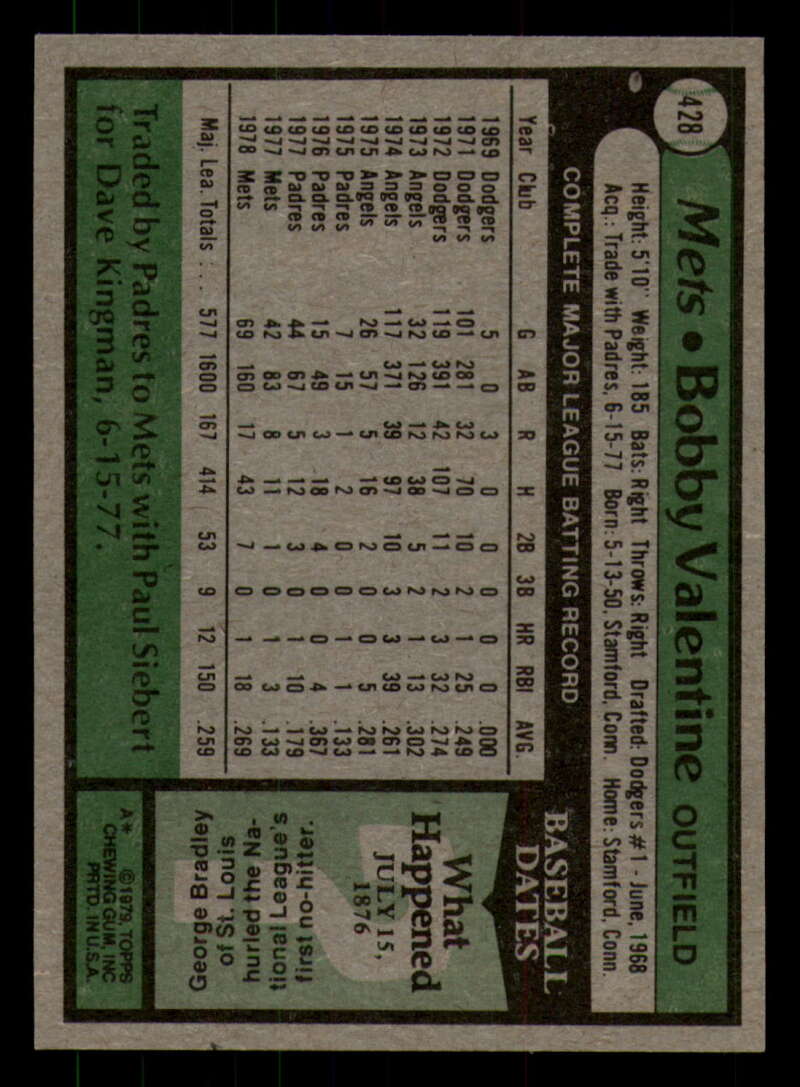 428
Mets • Bobby Valentine OUTFIELD
Height: 5'10" Weight: 185 Bats: Right Throws: Right Drafted: Dodgers #1 - June, 1968
Acq.: Trade with Padres, 6-15-77 Born: 5-13-50, Stamford, Conn. Home: Stamford, Conn.
COMPLETE MAJOR LEAGUE BATTING RECORD
Year Club G AB R H 2B 3B HR RBI AVG.
1969 Dodgers 5 0 3 0 0 0 0 0 .000
1971 Dodgers 101 281 32 70 10 2 1 25 .249
1972 Dodgers 119 391 42 107 11 2 3 32 .274
1973 Angels 32 126 12 38 5 2 1 13 .302
1974 Angels 117 371 39 97 10 3 3 39 .261
1975 Angels 26 57 5 16 2 0 0 5 .281
1975 Padres 7 15 1 2 0 0 1 1 .133
1976 Padres 15 49 3 18 4 0 0 4 .367
1977 Padres 44 67 5 12 3 0 1 10 .179
1977 Mets 42 83 8 11 1 0 1 3 .133
1978 Mets 69 160 17 43 7 0 1 18 .269
Maj. Lea. Totals . . . 577 1600 167 414 53 9 12 150 .259
Traded by Padres to Mets with Paul Siebert
for Dave Kingman, 6-15-77.
BASEBALL
DATES
What
Happened
JULY 15,
1876
George Bradley
of St. Louis
hurled the Na-
tional League's
first no-hitter.
A* ©1979, TOPPS
CHEWING GUM, INC
PRTD. IN U.S.A.